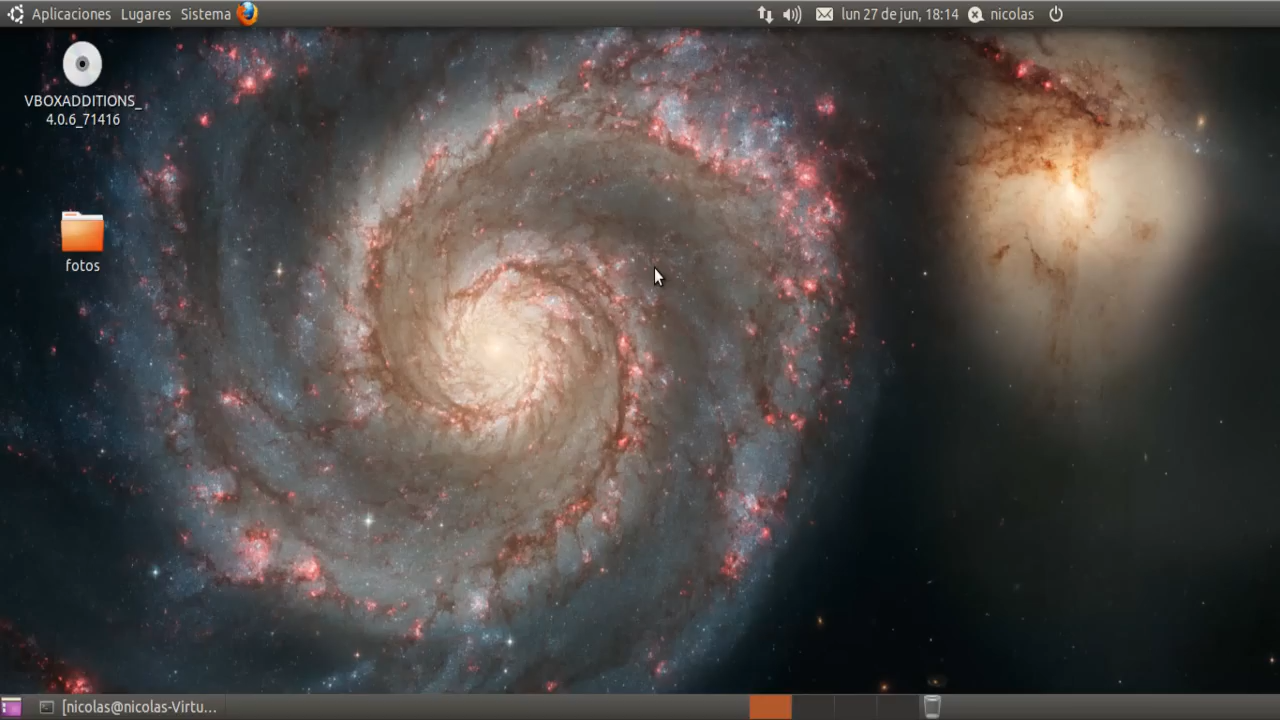 Aplicaciones Lugares Sistema lun 27 de jun, 18:14 nicolas
VBOXADDITIONS_
4.0.6_71416
fotos
[nicolas@nicolas-Virtu...